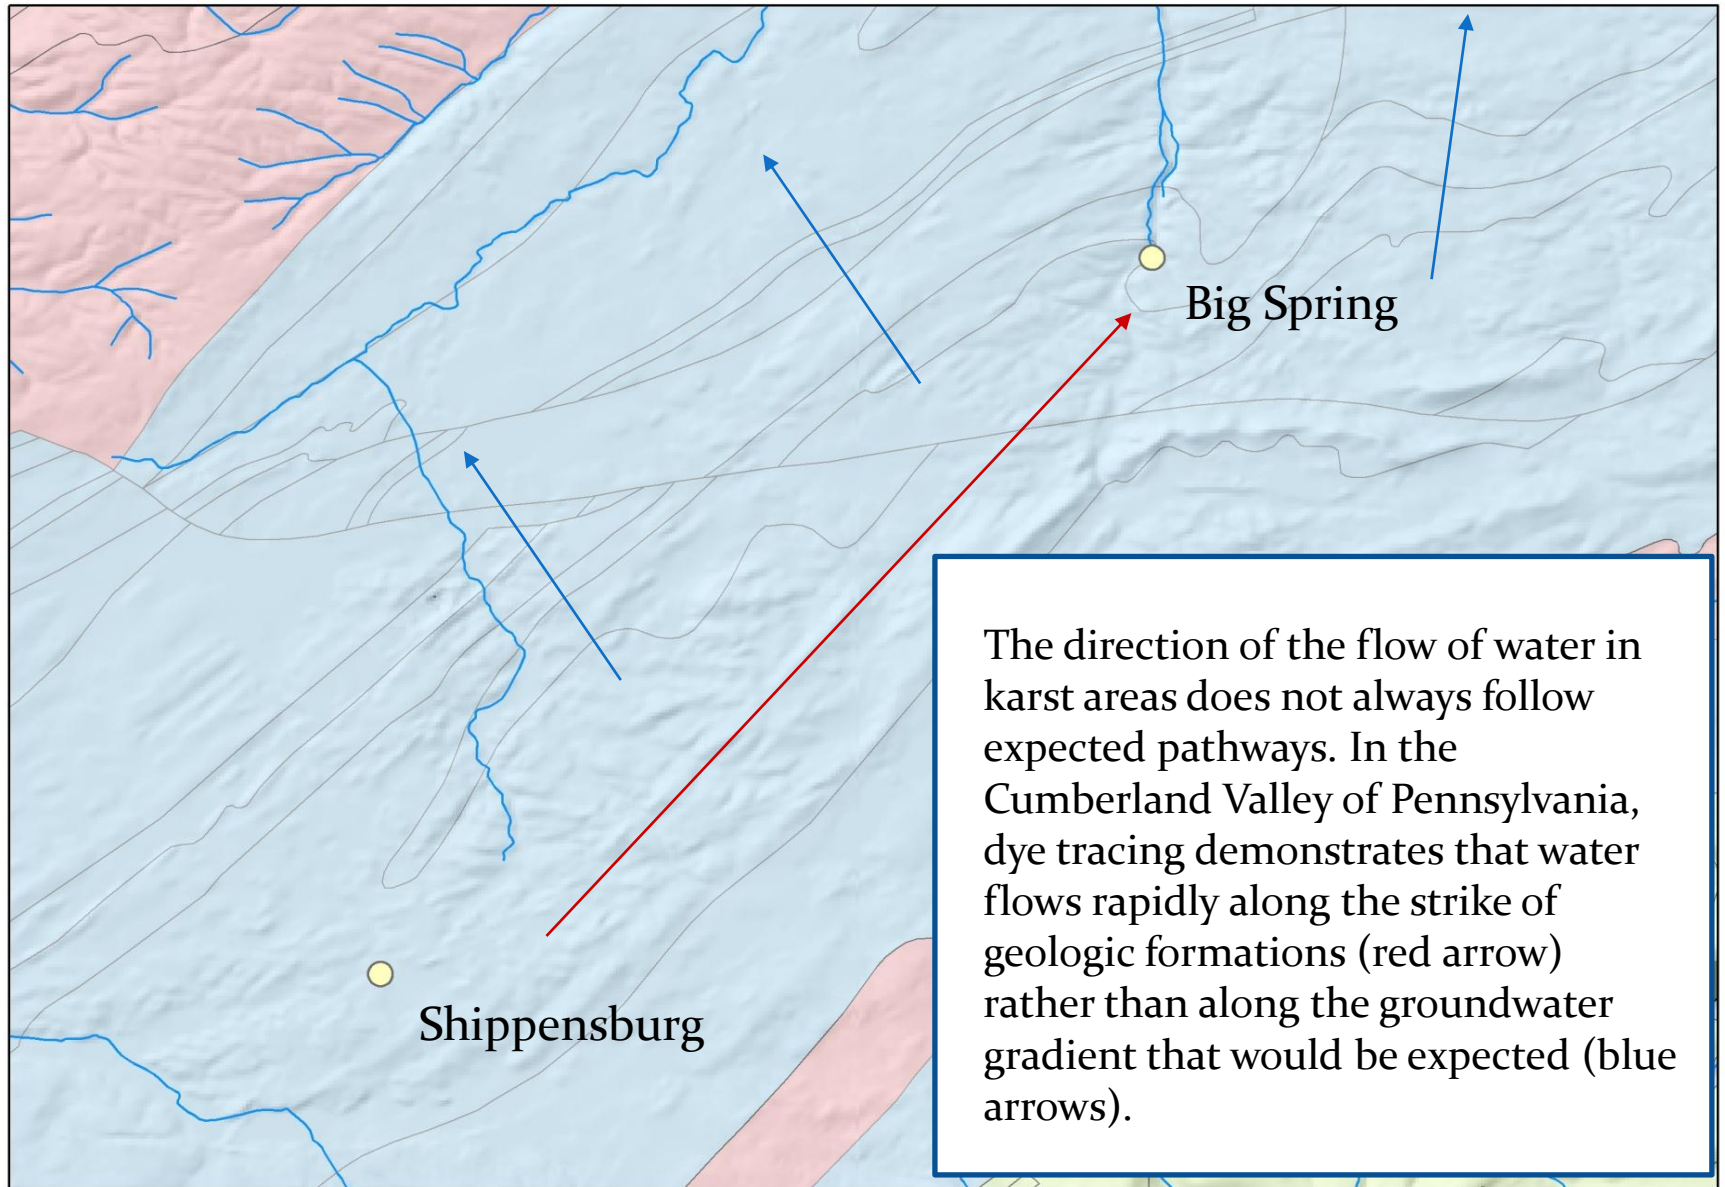 Big Spring
Shippensburg
The direction of the flow of water in
karst areas does not always follow
expected pathways. In the
Cumberland Valley of Pennsylvania,
dye tracing demonstrates that water
flows rapidly along the strike of
geologic formations (red arrow)
rather than along the groundwater
gradient that would be expected (blue
arrows).